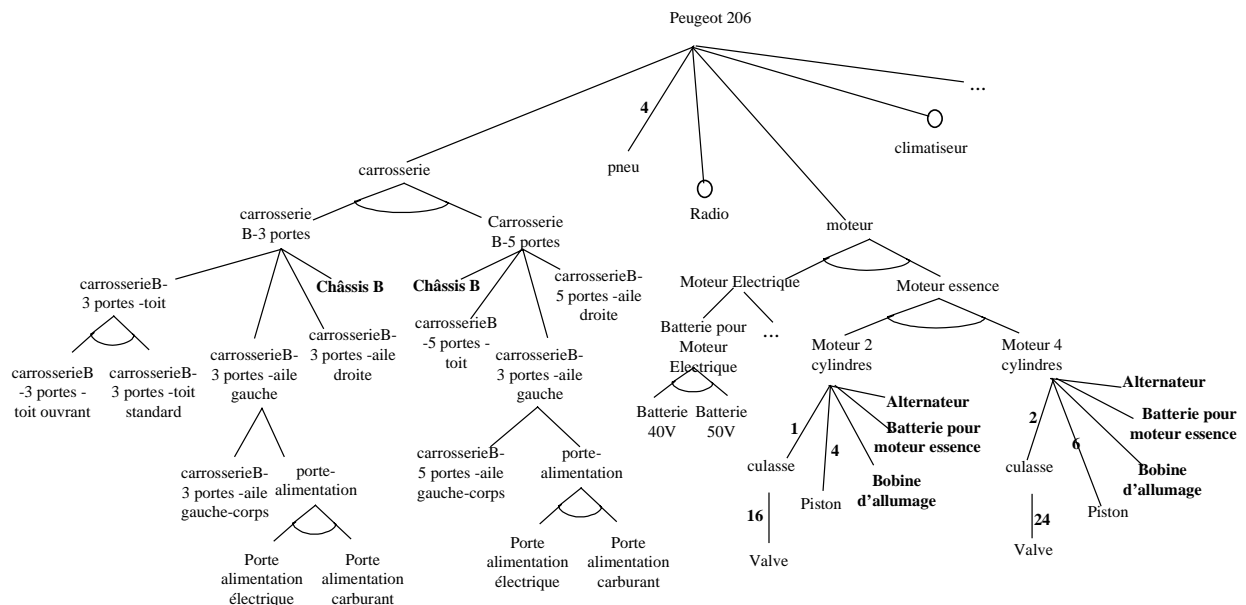 Peugeot 206
...
4
climatiseur
pneu
carrosserie
Radio
carrosserie
B-3 portes
Carrosserie
B-5 portes
moteur
carrosserieB-
3 portes -toit
Châssis B
Châssis B
carrosserieB-
5 portes -aile
droite
Moteur Electrique
Moteur essence
carrosserieB
-3 portes -
toit ouvrant
carrosserieB-
3 portes -toit
standard
carrosserieB-
3 portes -aile
gauche
carrosserieB-
3 portes -aile
droite
carrosserieB
-5 portes -
toit
carrosserieB-
3 portes -aile
gauche
Batterie pour
Moteur
Electrique
...
Batterie
40V
Batterie
50V
Moteur 2
cylindres
Moteur 4
cylindres
Alternateur
Batterie pour
moteur essence
Bobine
d'allumage
1
4
culasse
Piston
16
Valve
Alternateur
Batterie pour
moteur essence
Bobine
d'allumage
2
6
culasse
Piston
24
Valve
carrosserieB-
3 portes -aile
gauche-corps
porte-
alimentation
carrosserieB-
5 portes -aile
gauche-corps
porte-
alimentation
Porte
alimentation
électrique
Porte
alimentation
carburant
Porte
alimentation
électrique
Porte
alimentation
carburant